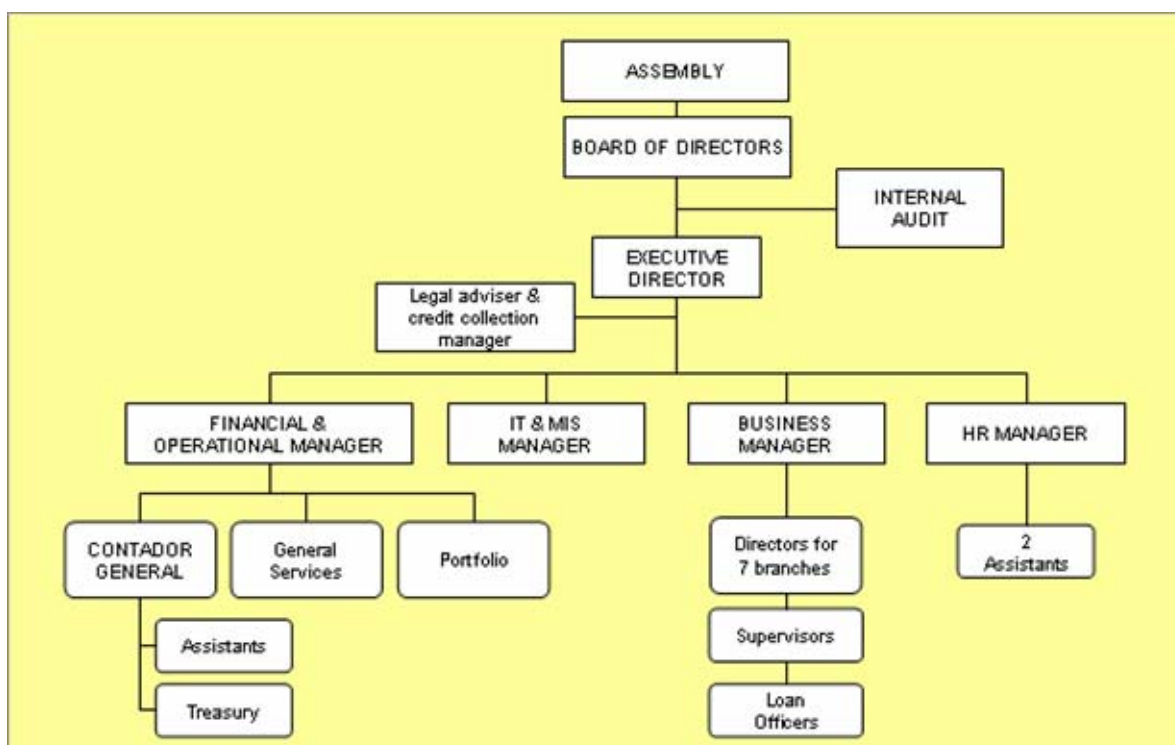 ASSEMBLY
BOARD OF DIRECTORS
INTERNAL
AUDIT
EXECUTIVE
DIRECTOR
Legal adviser &
credit collection
manager
FINANCIAL &
OPERATIONAL MANAGER
IT & MIS
MANAGER
BUSINESS
MANAGER
HR MANAGER
CONTADOR
GENERAL
General
Services
Portfolio
Directors for
7 branches
2
Assistants
Assistants
Supervisors
Treasury
Loan
Officers